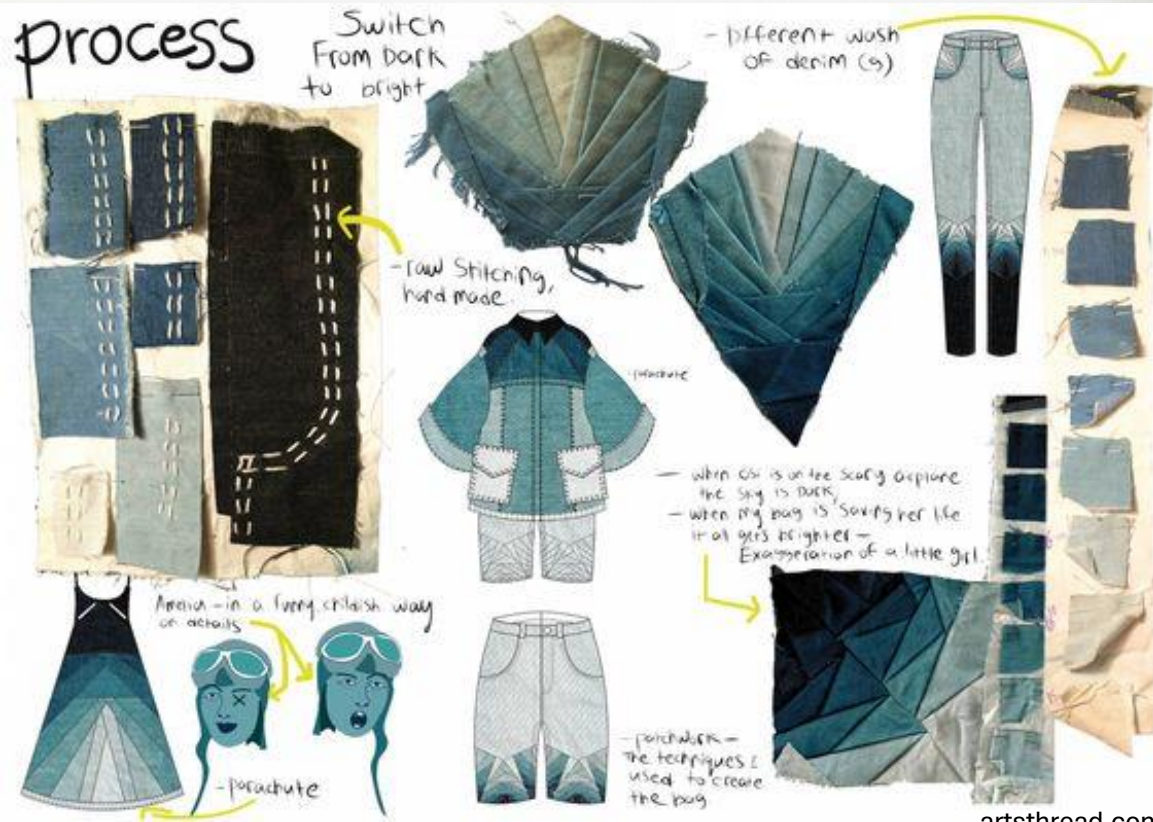 process
Switch
From Dark
to bright
- Dfferent wash
of denim (9)
- raw Stitching,
hand made.
- parachute
— when is on the scary airplane
the sky is Dark,
— when my bag is saving her life
it all gets brighter —
Exaggeration of a little girl.
Amelia - in a funny childish way
on details
- parachute
- patchwork -
The techniques I
used to create
the bag
artsthread.com